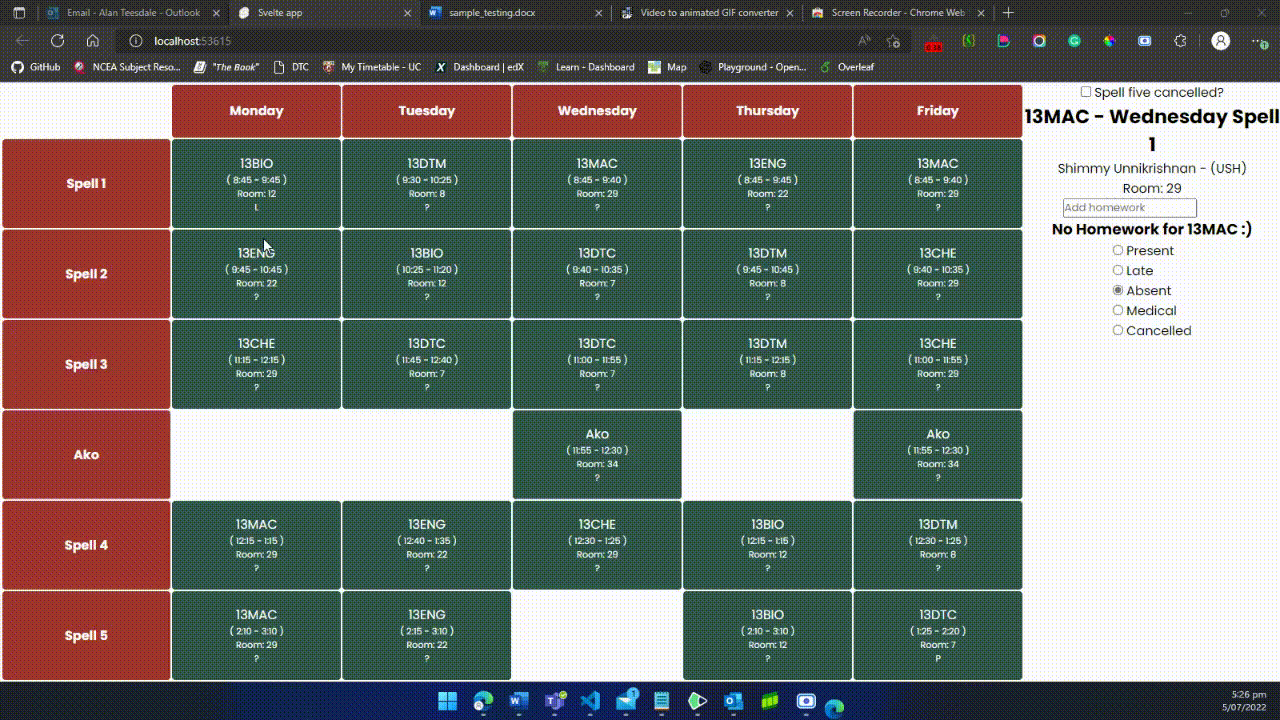 Email - Alan Teesdale - Outlook
Svelte app
sample_testing.docx
Video to animated GIF converter
Screen Recorder - Chrome Web
localhost:53615
GitHub
NCEA Subject Reso...
"The Book"
DTC
My Timetable - UC
Dashboard | edX
Learn - Dashboard
Map
Playground - Open...
Overleaf
Monday Tuesday Wednesday Thursday Friday
Spell 1
13BIO
( 8:45 - 9:45 )
Room: 12
L
13DTM
( 9:30 - 10:25 )
Room: 8
?
13MAC
( 8:45 - 9:40 )
Room: 29
?
13ENG
( 8:45 - 9:45 )
Room: 22
?
13MAC
( 8:45 - 9:40 )
Room: 29
?
Spell 2
13ENG
( 9:45 - 10:45 )
Room: 22
?
13BIO
( 10:25 - 11:20 )
Room: 12
?
13DTC
( 9:40 - 10:35 )
Room: 7
?
13DTM
( 9:45 - 10:45 )
Room: 8
?
13CHE
( 9:40 - 10:35 )
Room: 29
?
Spell 3
13CHE
( 11:15 - 12:15 )
Room: 29
?
13DTC
( 11:45 - 12:40 )
Room: 7
?
13DTC
( 11:00 - 11:55 )
Room: 7
?
13DTM
( 11:15 - 12:15 )
Room: 8
?
13CHE
( 11:00 - 11:55 )
Room: 29
?
Ako
Ako
( 11:55 - 12:30 )
Room: 34
?
Ako
( 11:55 - 12:30 )
Room: 34
?
Spell 4
13MAC
( 12:15 - 1:15 )
Room: 29
?
13ENG
( 12:40 - 1:35 )
Room: 22
?
13CHE
( 12:30 - 1:25 )
Room: 29
?
13BIO
( 12:15 - 1:15 )
Room: 12
?
13DTM
( 12:30 - 1:25 )
Room: 8
?
Spell 5
13MAC
( 2:10 - 3:10 )
Room: 29
?
13ENG
( 2:15 - 3:10 )
Room: 22
?
13BIO
( 2:10 - 3:10 )
Room: 12
?
13DTC
( 1:25 - 2:20 )
Room: 7
P
Spell five cancelled?
13MAC - Wednesday Spell
1
Shimmy Unnikrishnan - (USH)
Room: 29
Add homework
No Homework for 13MAC :)
Present
Late
Absent
Medical
Cancelled
5:26 pm
5/07/2022